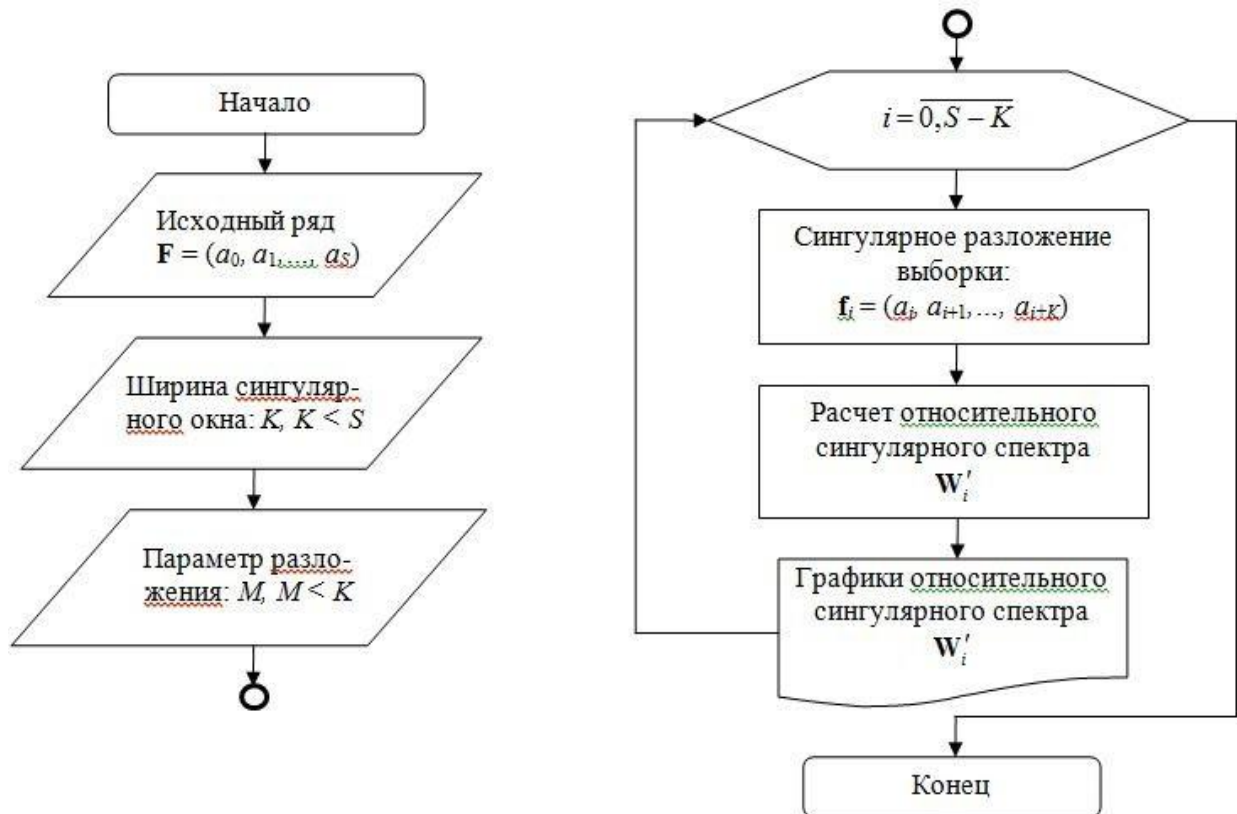 Начало
Исходный ряд
F = (a₀, a₁,…, a_S)
Ширина сингуляр-
ного окна: K, K < S
Параметр разло-
жения: M, M < K
i = 0, S – K
Сингулярное разложение
выборки:
fᵢ = (aᵢ, aᵢ₊₁,…, aᵢ₊K)
Расчет относительного
сингулярного спектра
W′ᵢ
Графики относительного
сингулярного спектра
W′ᵢ
Конец